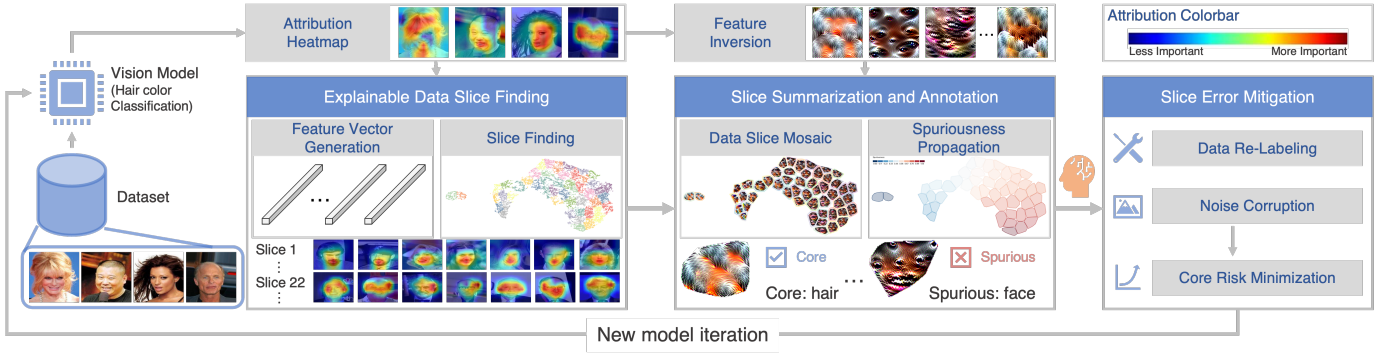 Attribution
Heatmap
Feature
Inversion
Attribution Colorbar
Less Important
More Important
Vision Model
(Hair color
Classification)
Dataset
Explainable Data Slice Finding
Feature Vector
Generation
Slice Finding
Slice 1
Slice 22
Slice Summarization and Annotation
Data Slice Mosaic
Spuriousness
Propagation
Core
Spurious
Core: hair
Spurious: face
Slice Error Mitigation
Data Re-Labeling
Noise Corruption
Core Risk Minimization
New model iteration